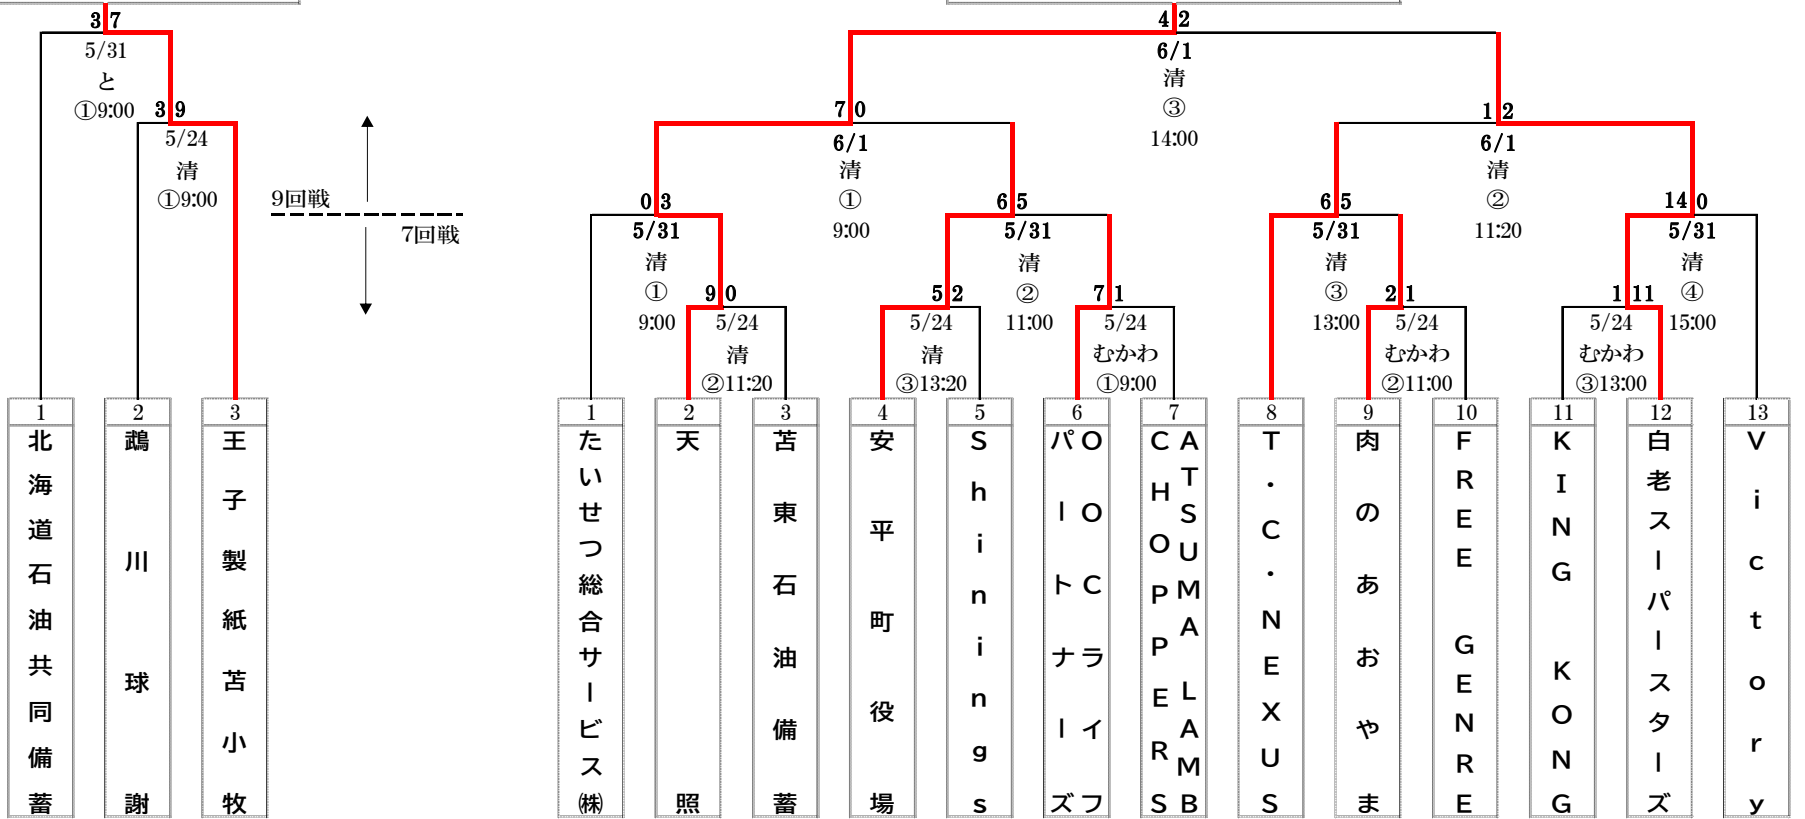 3 7
5/31
と
①9:00
3 9
5/24
清
①9:00
9回戦
7回戦
1
北海道石油共同備蓄
2
鵡川球謝
3
王子製紙苫小牧
4 2
6/1
清
③
14:00
7 0
6/1
清
①
9:00
1 2
6/1
清
②
11:20
0 3
5/31
清
①
9:00
6 5
5/31
清
②
11:00
6 5
5/31
清
③
13:00
14 0
5/31
清
④
15:00
9 0
5/24
清
②11:20
5 2
5/24
清
③13:20
7 1
5/24
むかわ
①9:00
2 1
5/24
むかわ
②11:00
1 11
5/24
むかわ
③13:00
1
たいせつ総合サービス㈱
2
天照
3
苫東石油備蓄
4
安平町役場
5
Shinings
6
OOCライフ
パートナーズ
7
ATSUMA LAMB
CHOPPERS
8
T・C・NEXUS
9
肉のあおやま
10
FREE GENRE
11
KING KONG
12
白老スーパースターズ
13
Victory